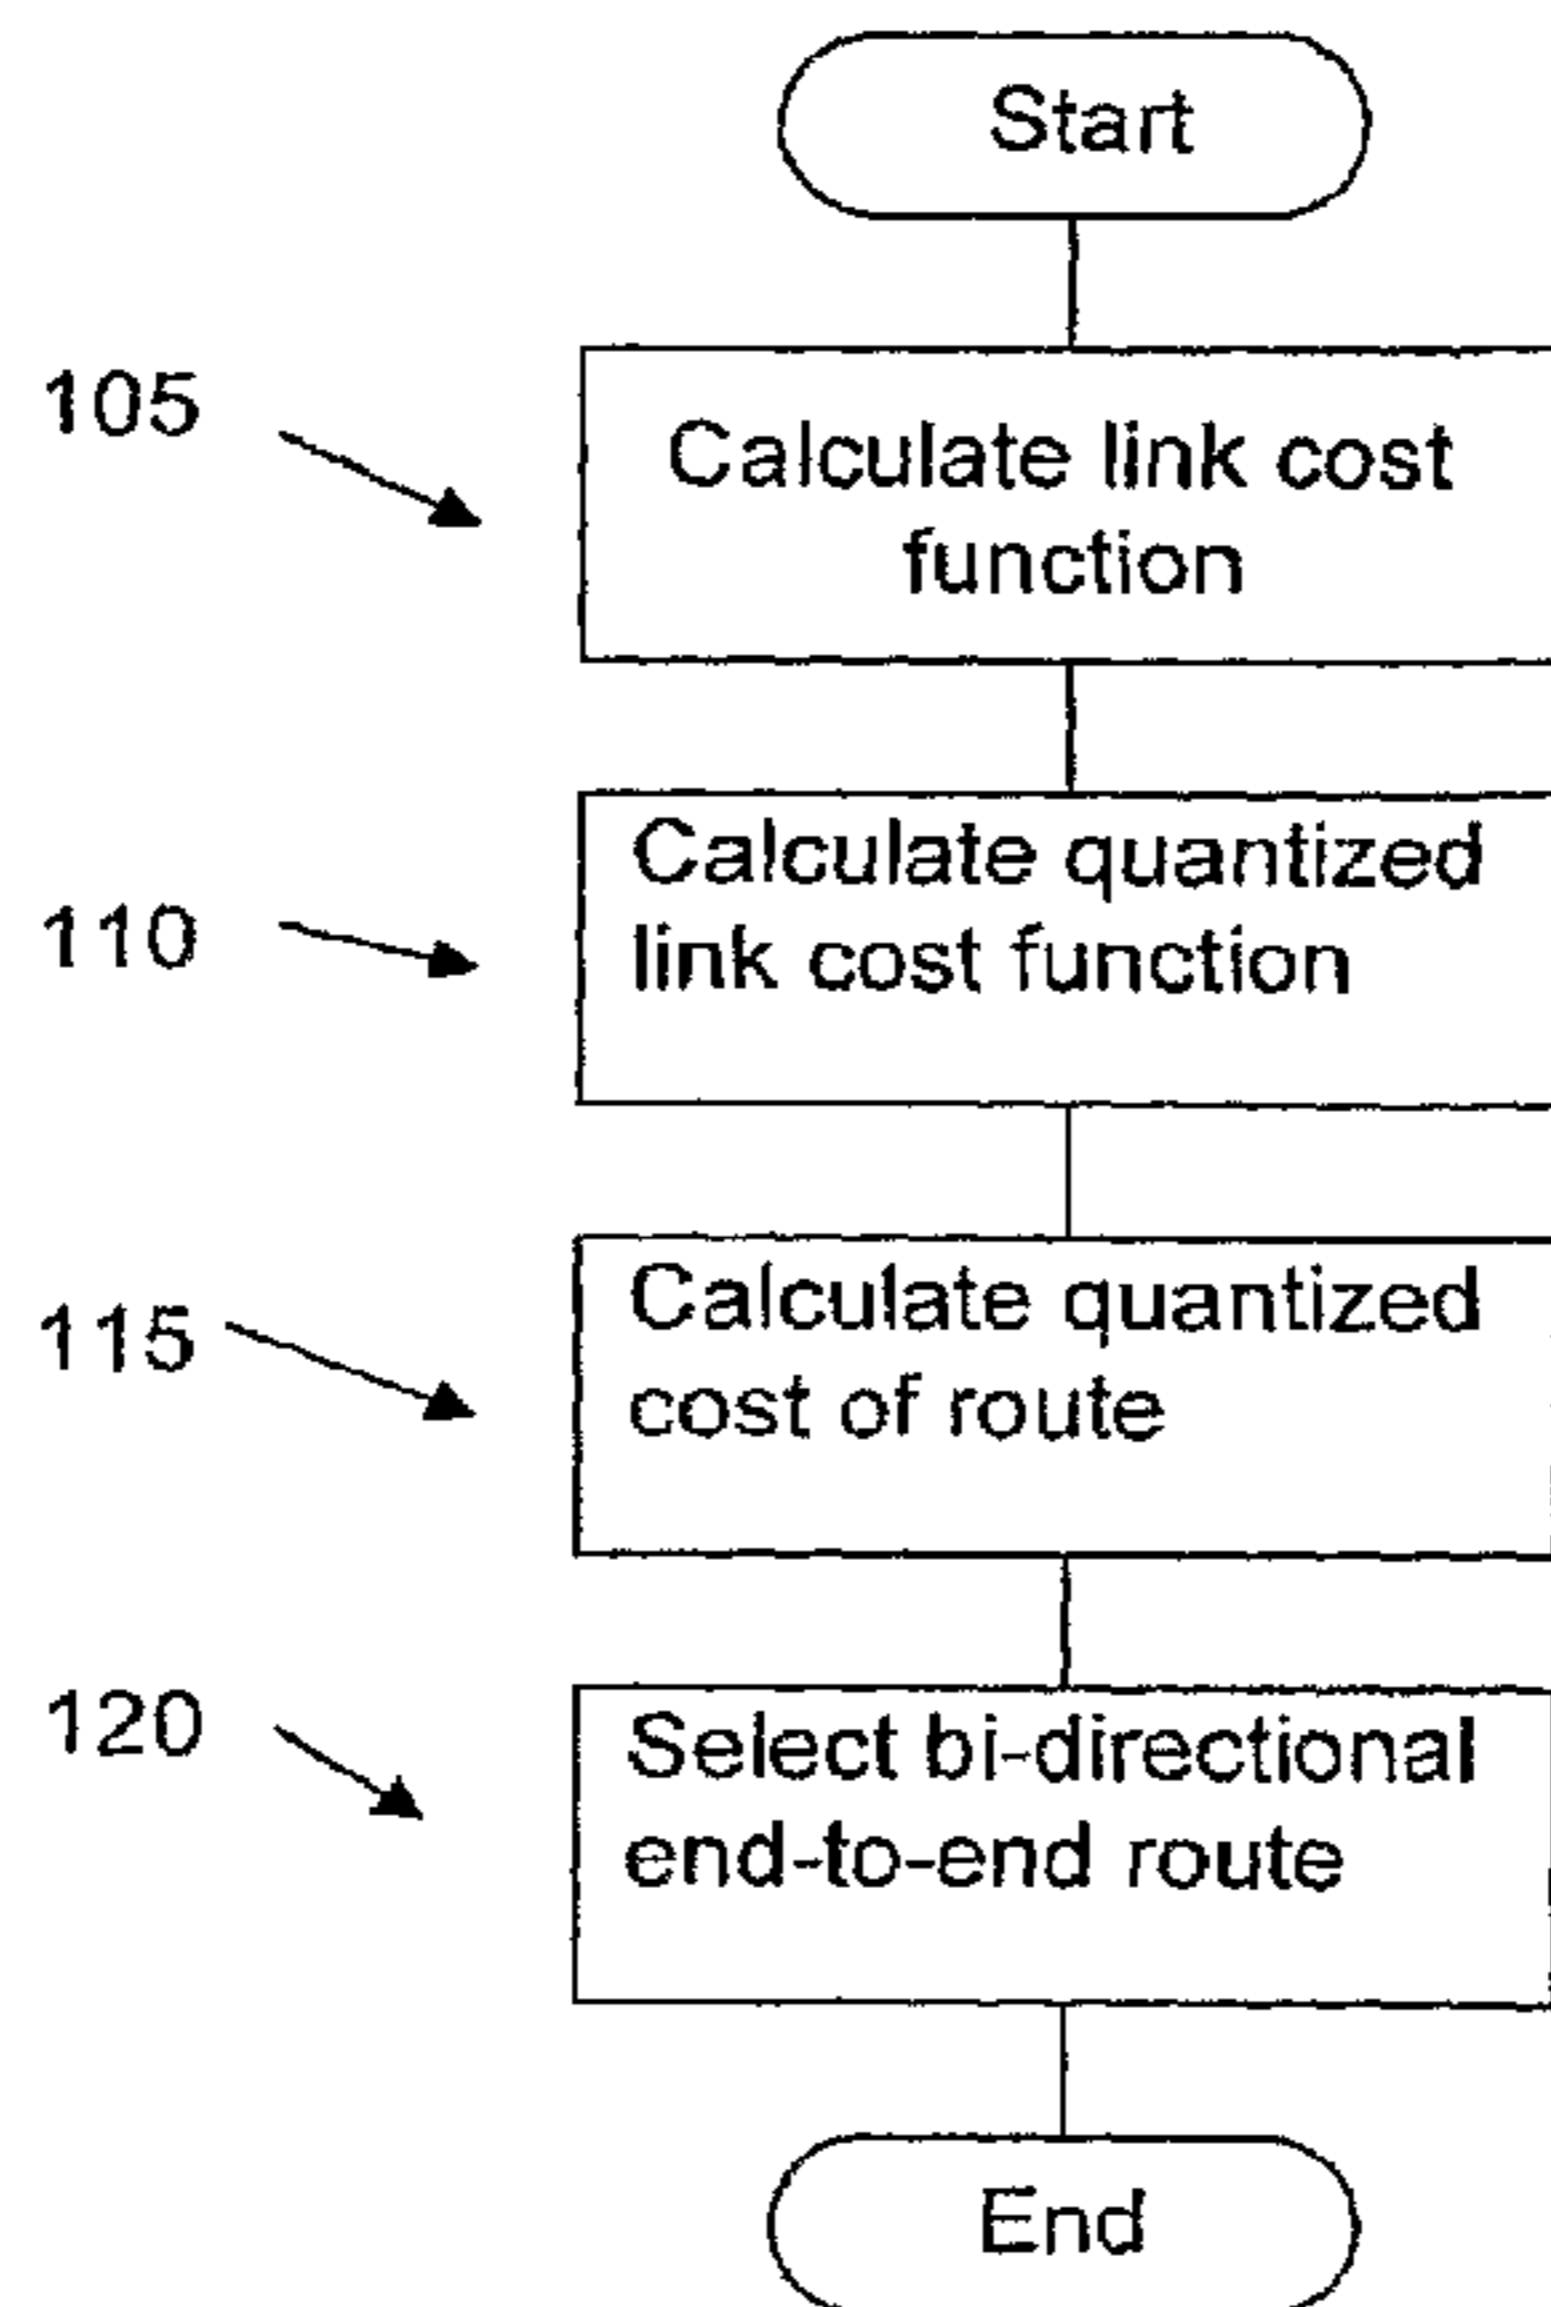 Start
105
Calculate link cost
function
110
Calculate quantized
link cost function
115
Calculate quantized
cost of route
120
Select bi-directional
end-to-end route
End